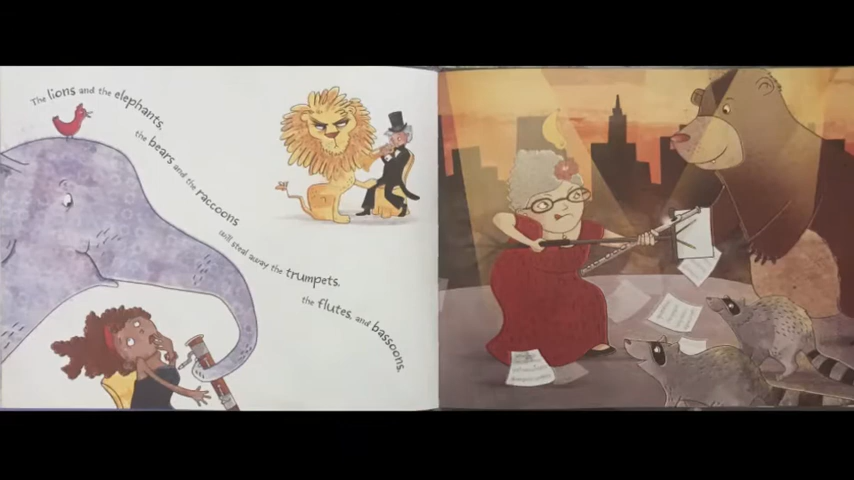 The lions and the elephants,
the bears and the raccoons
will steal away the trumpets,
the flutes, and bassoons.